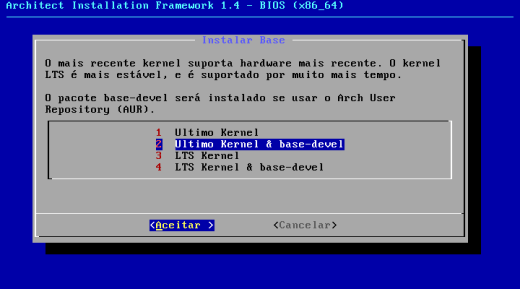 Architect Installation Framework 1.4 - BIOS (x86_64)
Instalar Base
O mais recente kernel suporta hardware mais recente. O kernel
LTS é mais estável, e é suportado por muito mais tempo.
O pacote base-devel será instalado se usar o Arch User
Repository (AUR).
1 Ultimo Kernel
2 Ultimo Kernel & base-devel
3 LTS Kernel
4 LTS Kernel & base-devel
<Aceitar > <Cancelar>